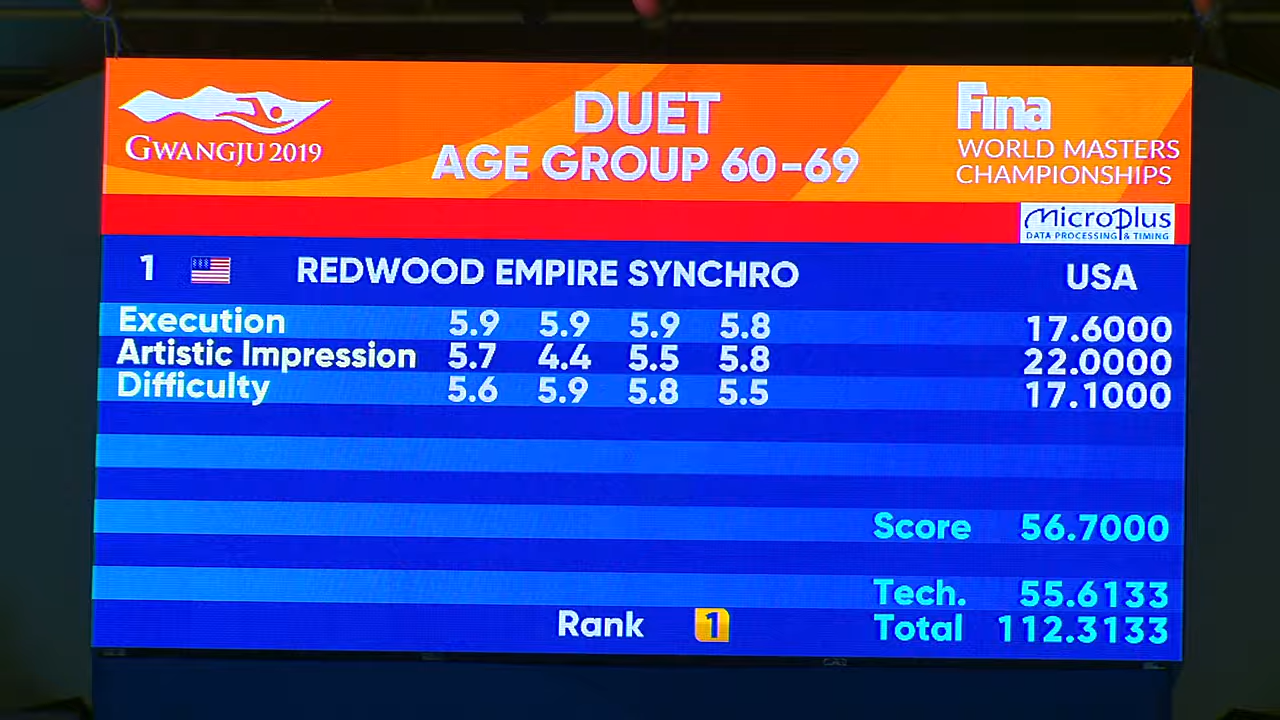 GWANGJU 2019
DUET
AGE GROUP 60-69
Fina
WORLD MASTERS
CHAMPIONSHIPS
Microplus
DATA PROCESSING & TIMING
1 REDWOOD EMPIRE SYNCHRO USA
Execution 5.9 5.9 5.9 5.8 17.6000
Artistic Impression 5.7 4.4 5.5 5.8 22.0000
Difficulty 5.6 5.9 5.8 5.5 17.1000
Score 56.7000
Tech. 55.6133
Rank 1 Total 112.3133